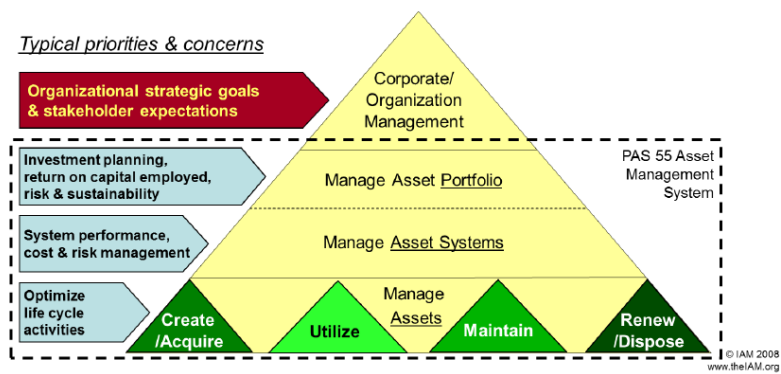 Typical priorities & concerns
Organizational strategic goals
& stakeholder expectations
Corporate/
Organization
Management
Investment planning,
return on capital employed,
risk & sustainability
Manage Asset Portfolio
PAS 55 Asset
Management
System
System performance,
cost & risk management
Manage Asset Systems
Optimize
life cycle
activities
Manage
Assets
Create
/Acquire
Utilize
Maintain
Renew
/Dispose
© IAM 2008
www.theIAM.org